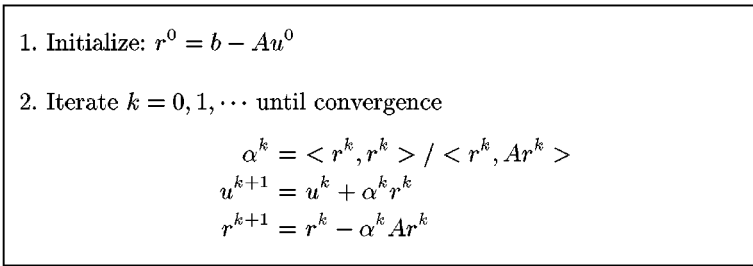 1. Initialize: r^0 = b − Au^0
2. Iterate k = 0, 1, ⋯ until convergence
α^k = < r^k, r^k > / < r^k, Ar^k >
u^{k+1} = u^k + α^k r^k
r^{k+1} = r^k − α^k Ar^k